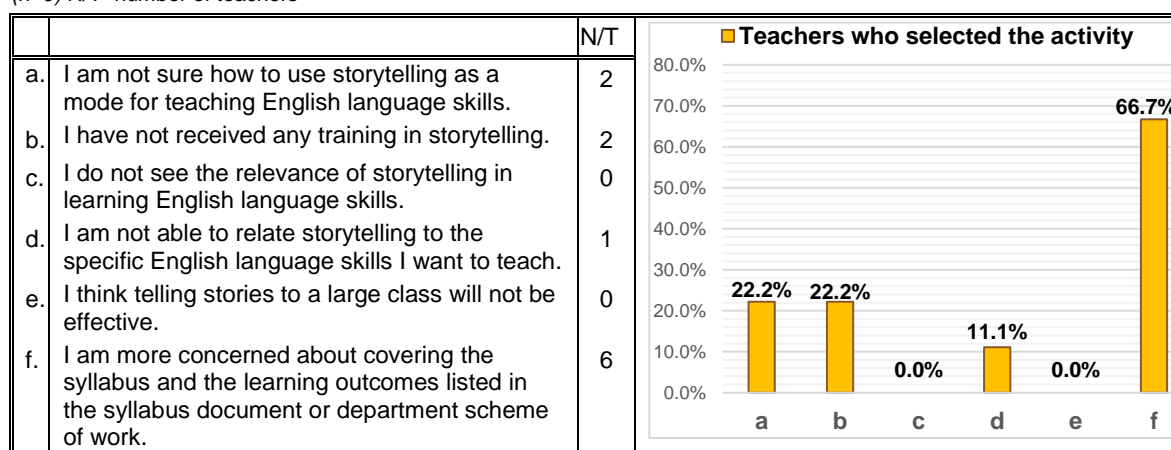 N/T
a. I am not sure how to use storytelling as a 2
mode for teaching English language skills.
b. I have not received any training in storytelling. 2
c. I do not see the relevance of storytelling in 0
learning English language skills.
d. I am not able to relate storytelling to the 1
specific English language skills I want to teach.
e. I think telling stories to a large class will not be 0
effective.
f. I am more concerned about covering the 6
syllabus and the learning outcomes listed in
the syllabus document or department scheme
of work.
Teachers who selected the activity
80.0%
70.0%
60.0%
50.0%
40.0%
30.0%
20.0%
10.0%
0.0%
22.2% 22.2% 0.0% 11.1% 0.0% 66.7%
a b c d e f